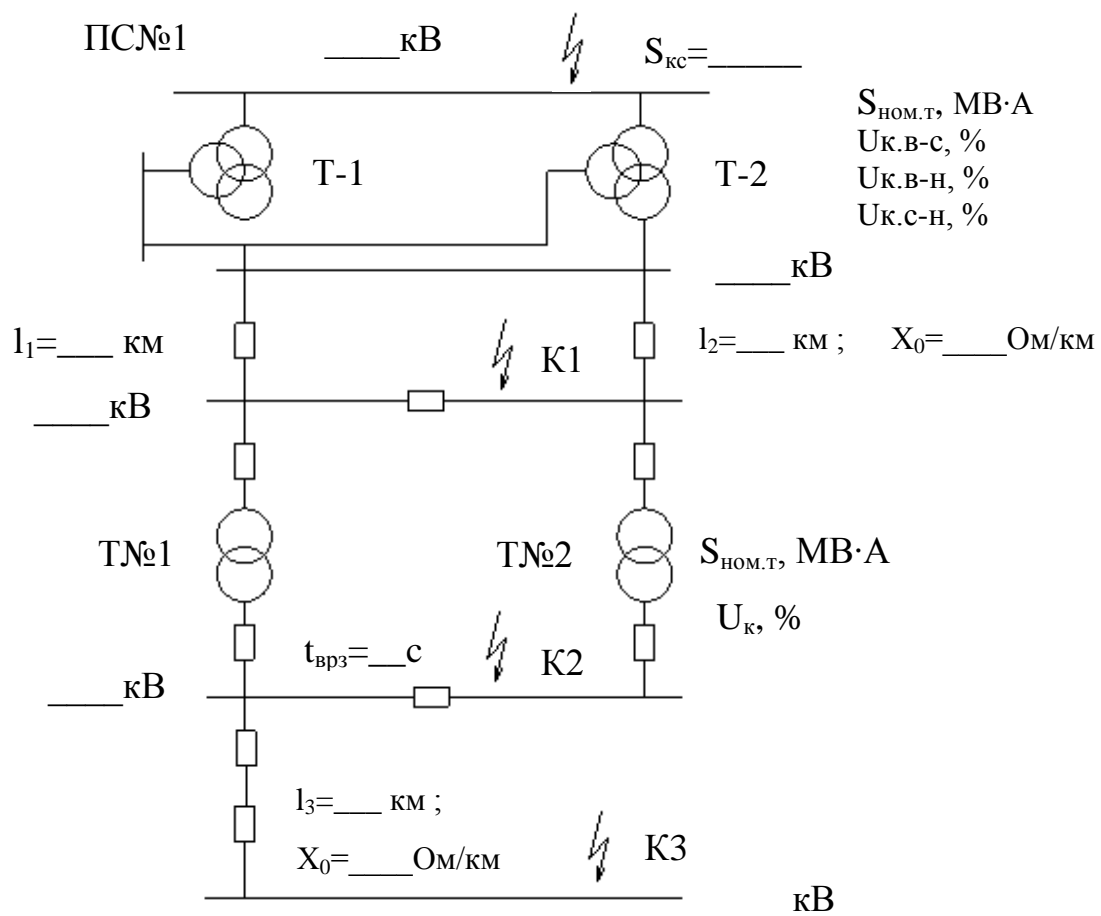 ПС№1 ____кВ Sкс=_____
Sном.т, МВ·А
Uк.в-с, %
Т-1 Т-2 Uк.в-н, %
Uк.с-н, %
____кВ
l1=___ км К1 l2=___ км ; X0=____Ом/км
____кВ
Т№1 Т№2 Sном.т, МВ·А
Uк, %
tврз=__с К2
____кВ
l3=___ км ;
X0=____Ом/км К3
кВ